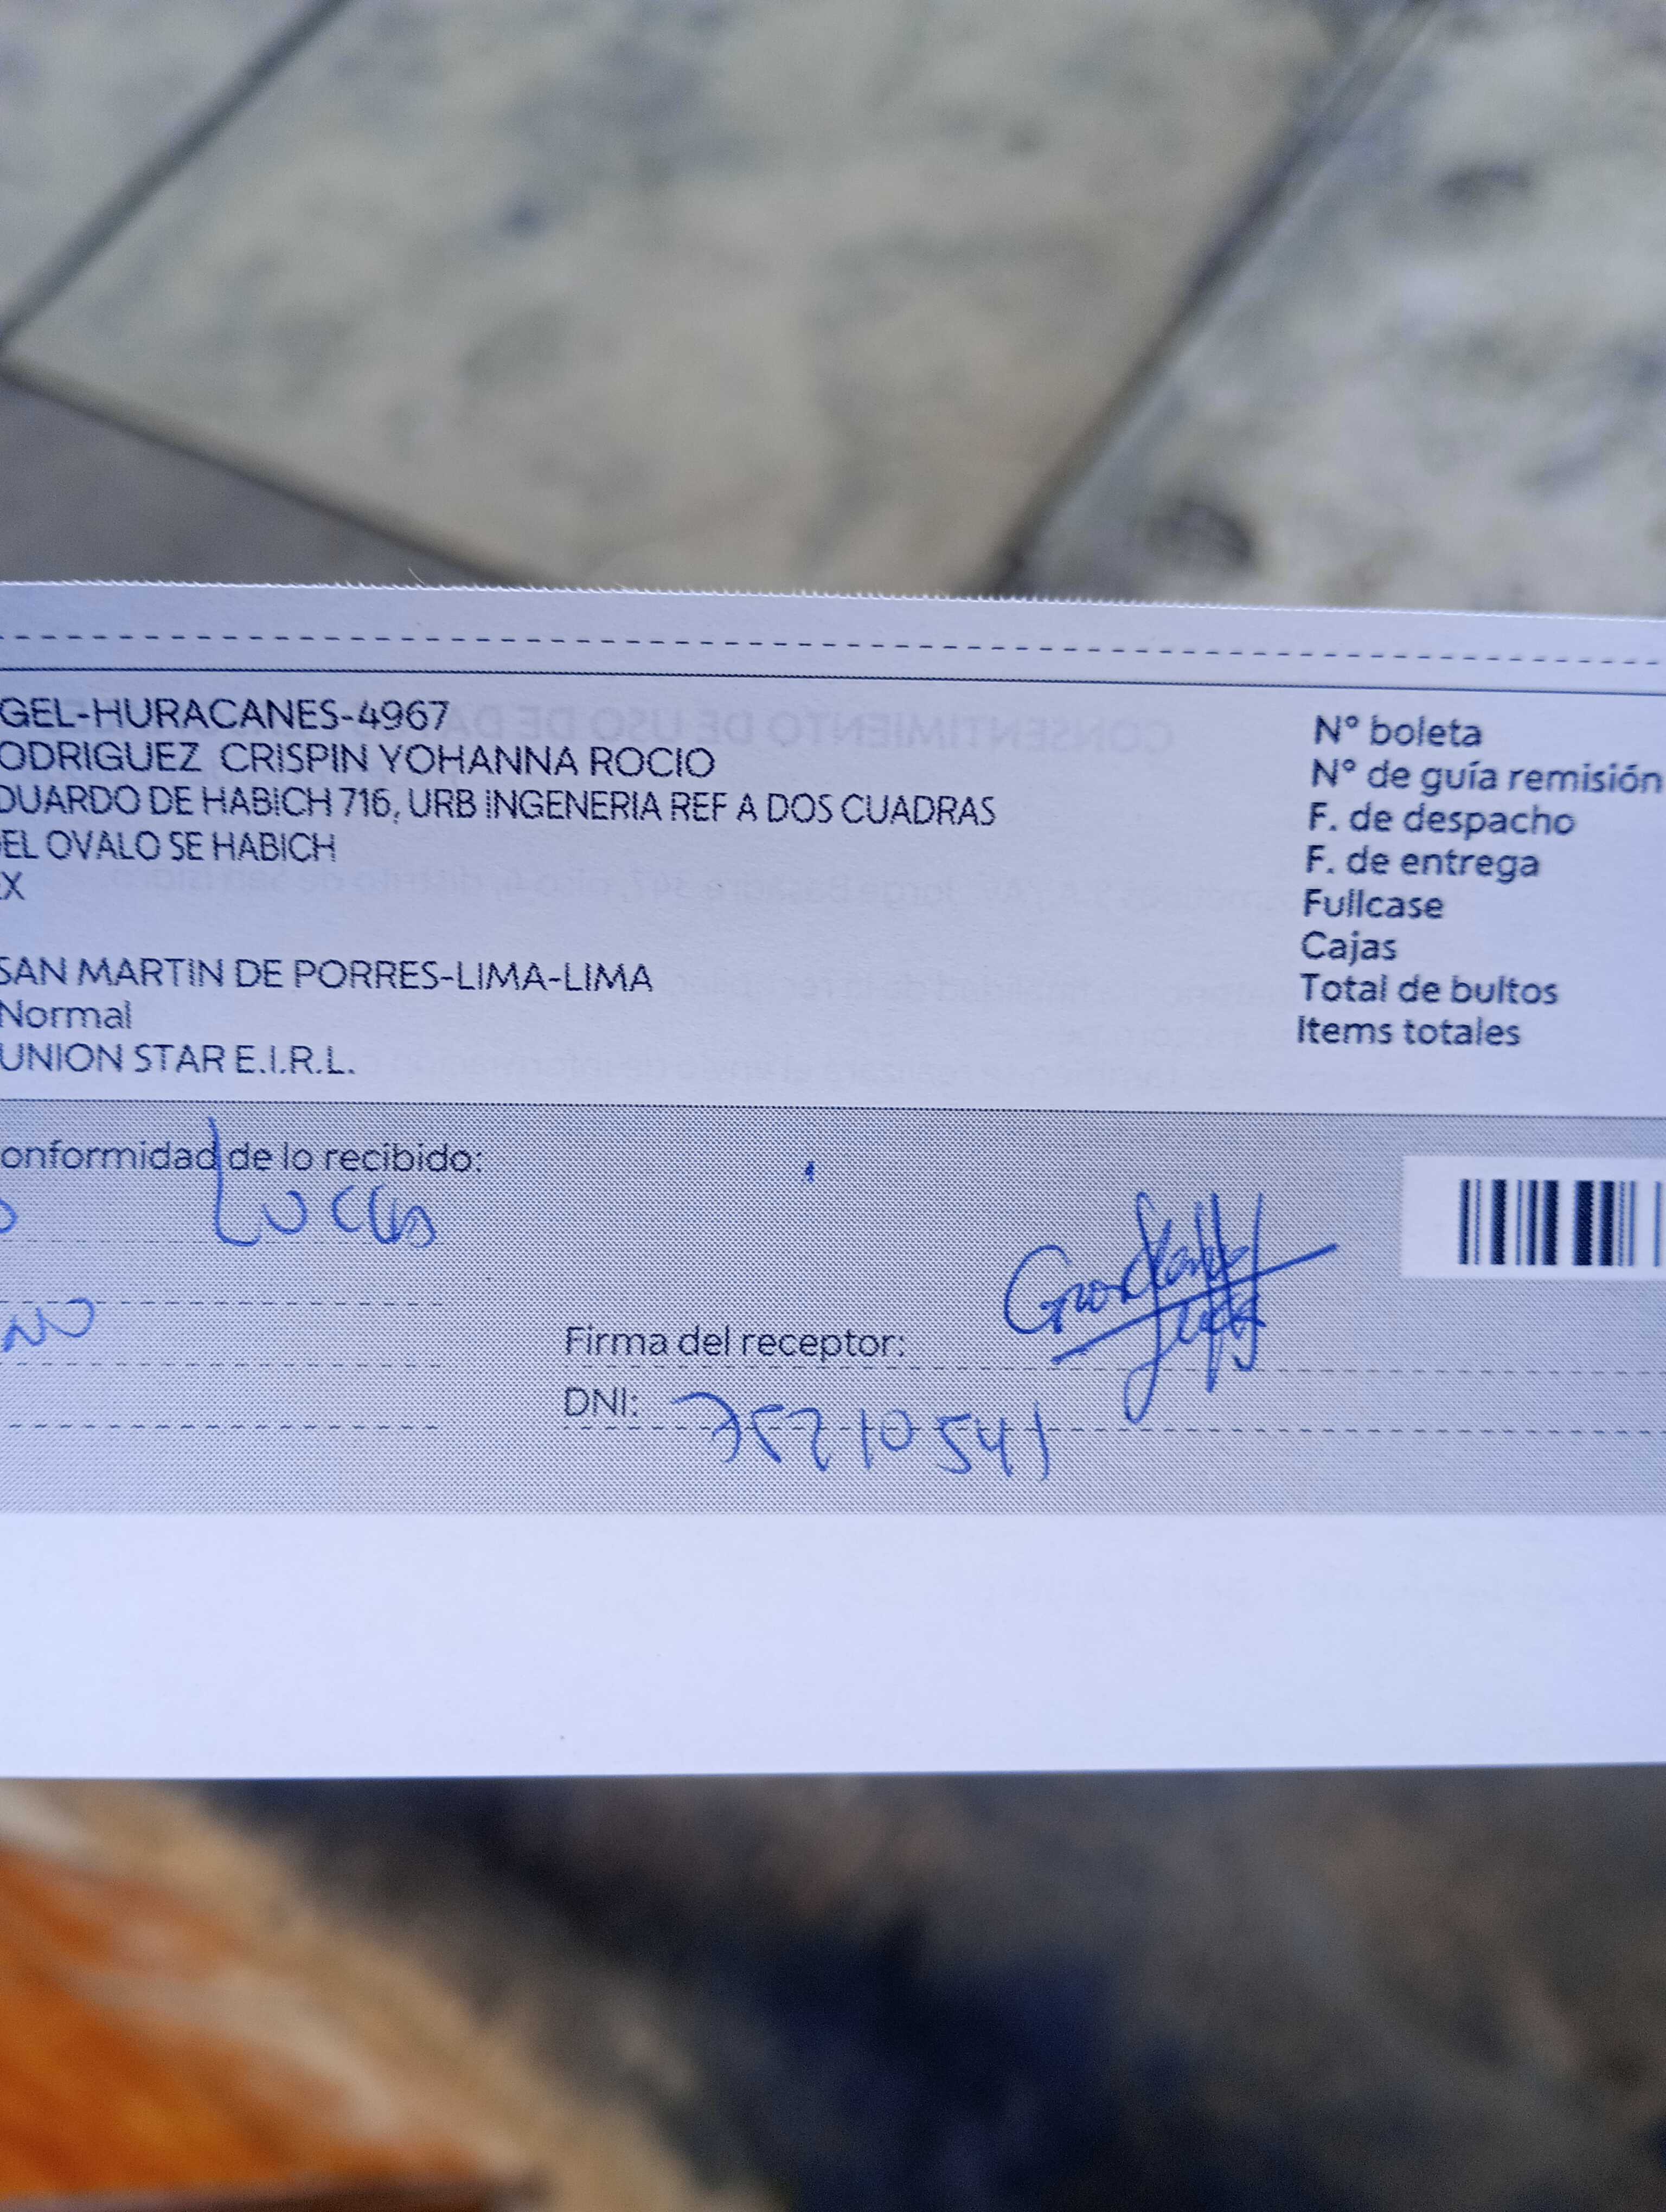 GEL-HURACANES-4967
ODRIGUEZ CRISPIN YOHANNA ROCIO
DUARDO DE HABICH 716, URB INGENERIA REF A DOS CUADRAS
EL OVALO SE HABICH
X
SAN MARTIN DE PORRES-LIMA-LIMA
Normal
UNION STAR E.I.R.L.
N° boleta
N° de guía remisión
F. de despacho
F. de entrega
Fullcase
Cajas
Total de bultos
Items totales
onformidad de lo recibido:
Firma del receptor:
DNI: 75710541